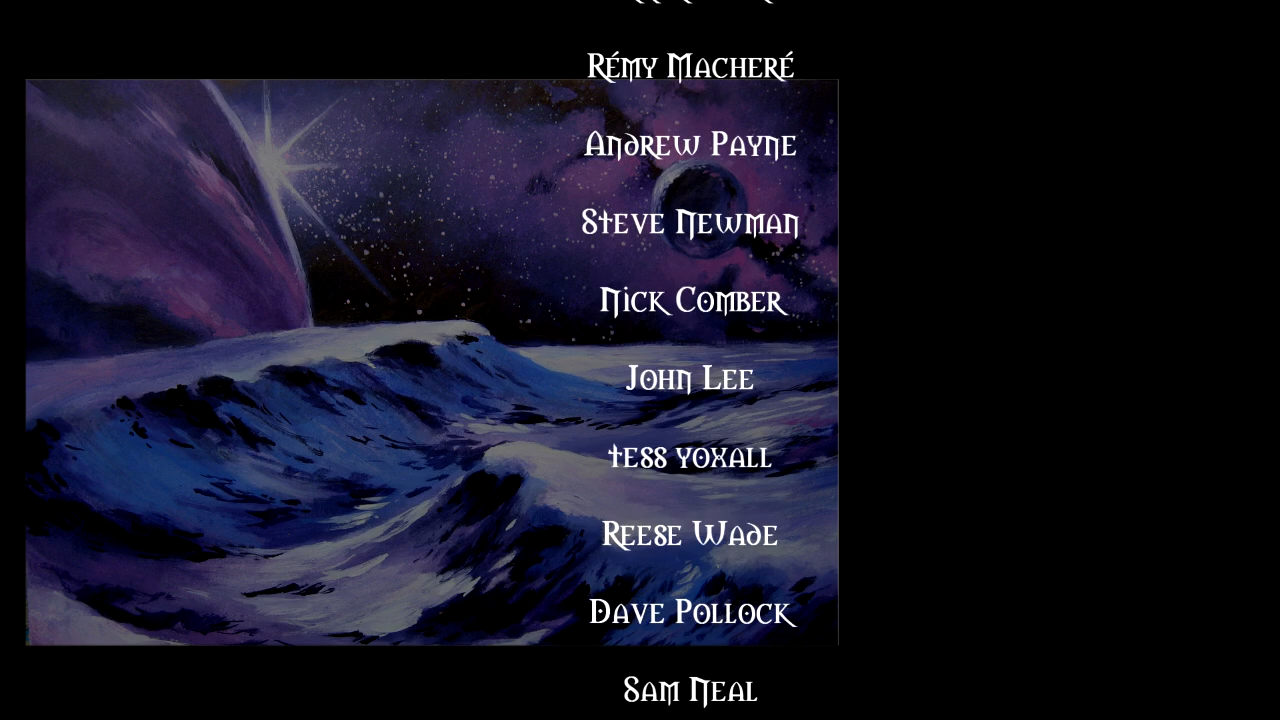 Rémy Macheré
Andrew Payne
Steve Newman
Nick Comber
John Lee
tess yoxall
Reese Wade
Dave Pollock
Sam Neal